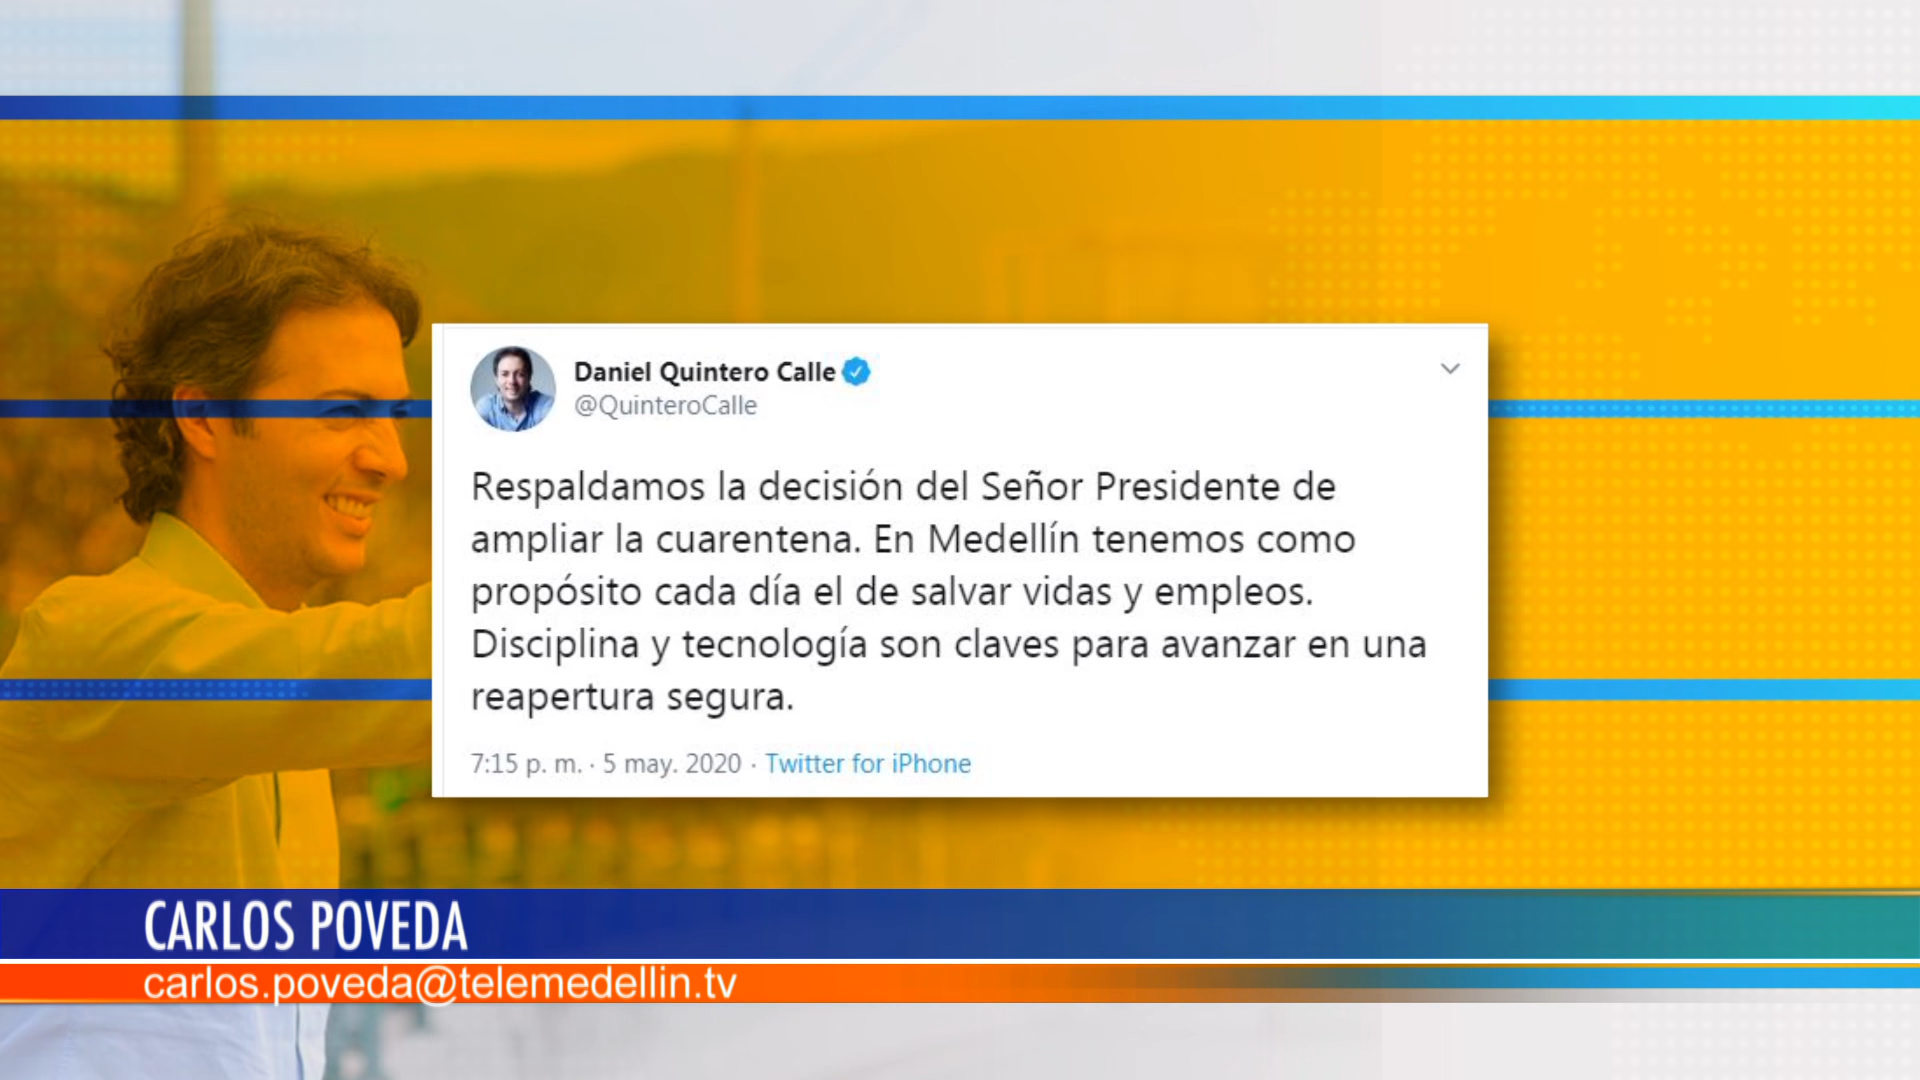 Daniel Quintero Calle
@QuinteroCalle
Respaldamos la decisión del Señor Presidente de
ampliar la cuarentena. En Medellín tenemos como
propósito cada día el de salvar vidas y empleos.
Disciplina y tecnología son claves para avanzar en una
reapertura segura.
7:15 p. m. · 5 may. 2020 · Twitter for iPhone
CARLOS POVEDA
carlos.poveda@telemedellin.tv